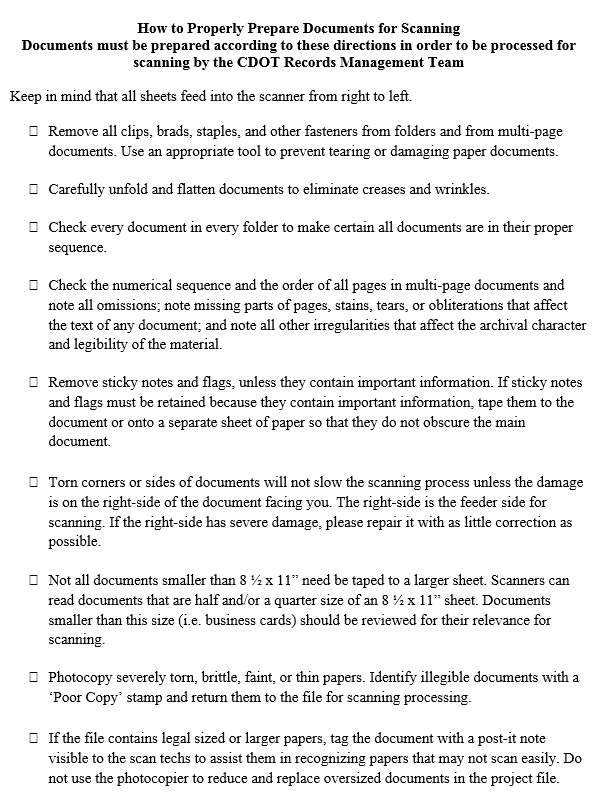 How to Properly Prepare Documents for Scanning
Documents must be prepared according to these directions in order to be processed for
scanning by the CDOT Records Management Team
Keep in mind that all sheets feed into the scanner from right to left.
□ Remove all clips, brads, staples, and other fasteners from folders and from multi-page
documents. Use an appropriate tool to prevent tearing or damaging paper documents.
□ Carefully unfold and flatten documents to eliminate creases and wrinkles.
□ Check every document in every folder to make certain all documents are in their proper
sequence.
□ Check the numerical sequence and the order of all pages in multi-page documents and
note all omissions; note missing parts of pages, stains, tears, or obliterations that affect
the text of any document; and note all other irregularities that affect the archival character
and legibility of the material.
□ Remove sticky notes and flags, unless they contain important information. If sticky notes
and flags must be retained because they contain important information, tape them to the
document or onto a separate sheet of paper so that they do not obscure the main
document.
□ Torn corners or sides of documents will not slow the scanning process unless the damage
is on the right-side of the document facing you. The right-side is the feeder side for
scanning. If the right-side has severe damage, please repair it with as little correction as
possible.
□ Not all documents smaller than 8 ½ x 11” need be taped to a larger sheet. Scanners can
read documents that are half and/or a quarter size of an 8 ½ x 11” sheet. Documents
smaller than this size (i.e. business cards) should be reviewed for their relevance for
scanning.
□ Photocopy severely torn, brittle, faint, or thin papers. Identify illegible documents with a
‘Poor Copy’ stamp and return them to the file for scanning processing.
□ If the file contains legal sized or larger papers, tag the document with a post-it note
visible to the scan techs to assist them in recognizing papers that may not scan easily. Do
not use the photocopier to reduce and replace oversized documents in the project file.